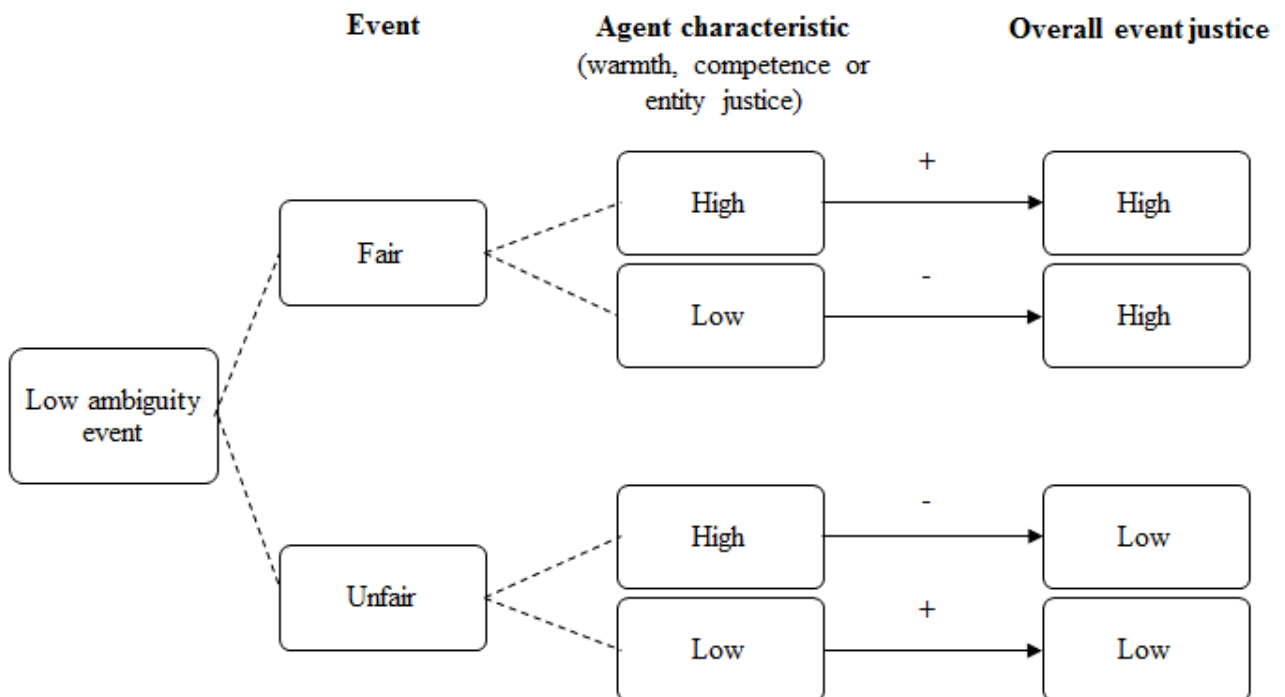 Event
Agent characteristic
(warmth, competence or
entity justice)
Overall event justice
High
+
High
Fair
Low
-
High
Low ambiguity
event
High
-
Low
Unfair
Low
+
Low